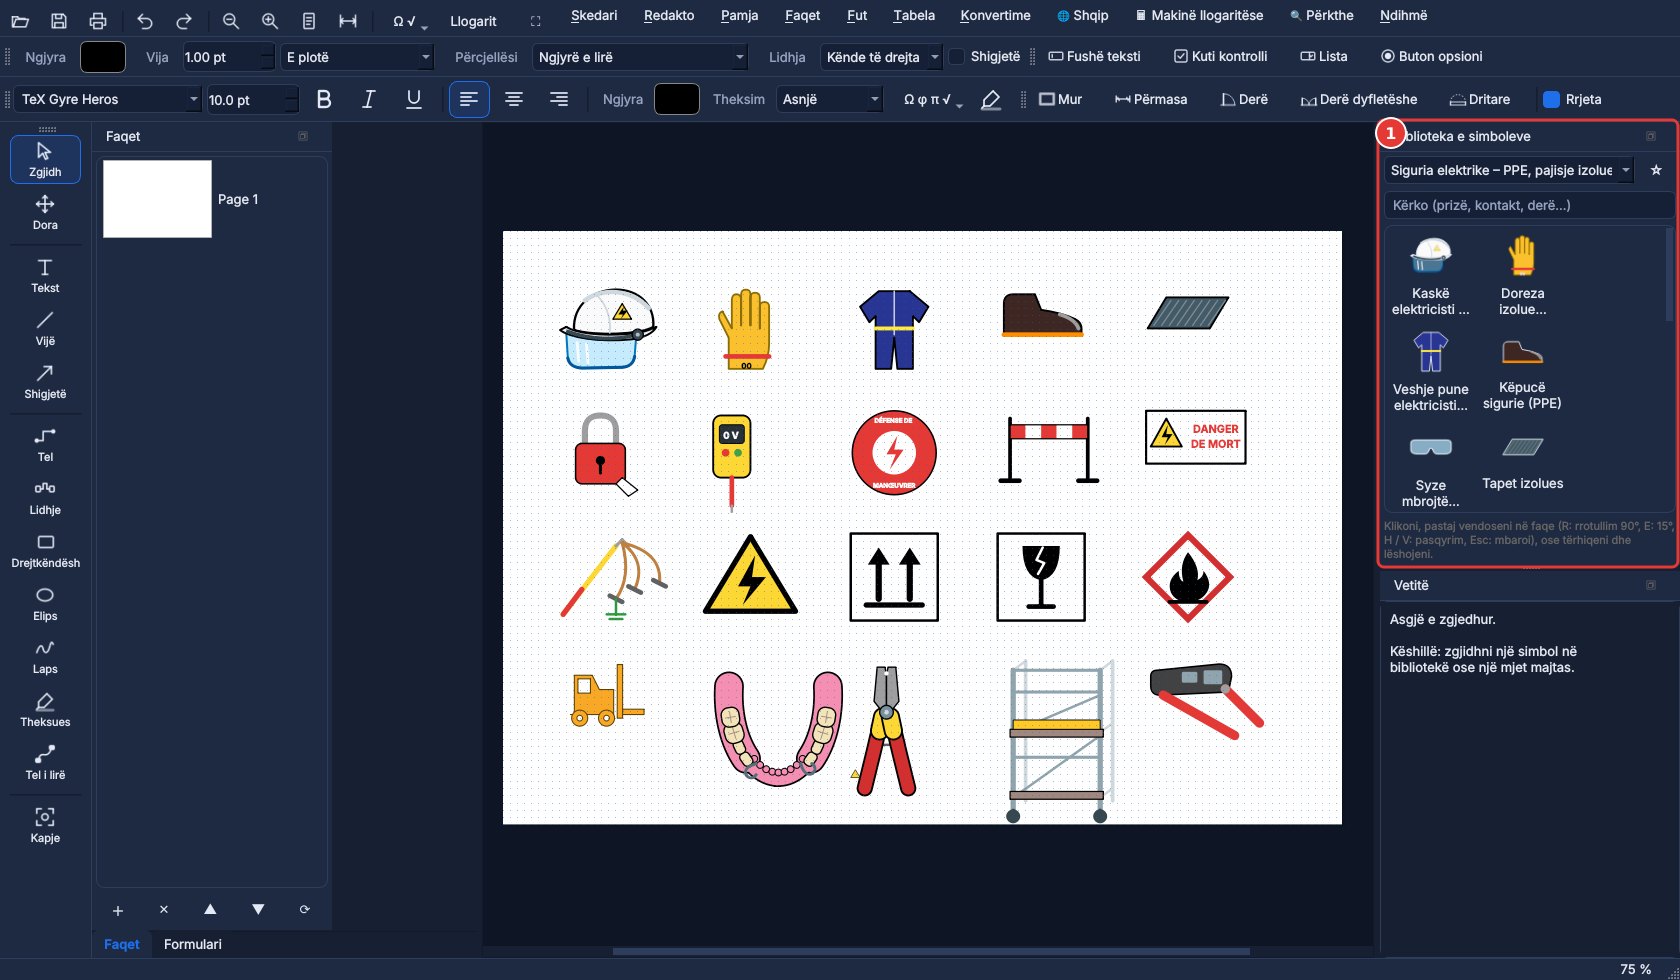 Ω √
Llogarit
Skedari
Redakto
Pamja
Faqet
Fut
Tabela
Konvertime
Shqip
Makinë llogaritëse
Përkthe
Ndihmë
Ngjyra
Vija
1.00 pt
E plotë
Përcjellësi
Ngjyrë e lirë
Lidhja
Kënde të drejta
Shigjetë
Fushë teksti
Kuti kontrolli
Lista
Buton opsioni
TeX Gyre Heros
10.0 pt
B
I
U
Ngjyra
Theksim
Asnjë
Ω φ π √
Mur
Përmasa
Derë
Derë dyfletëshe
Dritare
Rrjeta
Zgjidh
Dora
Tekst
Vijë
Shigjetë
Tel
Lidhje
Drejtkëndësh
Elips
Laps
Theksues
Tel i lirë
Kapje
Faqet
Page 1
Faqet
Formulari
00
0 V
DÉFENSE DE
MANŒUVRER
DANGER
DE MORT
1
blioteka e simboleve
Siguria elektrike – PPE, pajisje izolue
Kërko (prizë, kontakt, derë...)
Kaskë
elektricisti ...
Doreza
izolue...
Veshje pune
elektricisti...
Këpucë
sigurie (PPE)
Syze
mbrojtë...
Tapet izolues
Klikoni, pastaj vendoseni në faqe (R: rrotullim 90°, E: 15°,
H / V: pasqyrim, Esc: mbaroi), ose tërhiqeni dhe
lëshojeni.
Vetitë
Asgjë e zgjedhur.
Këshillë: zgjidhni një simbol në
bibliotekë ose një mjet majtas.
75 %